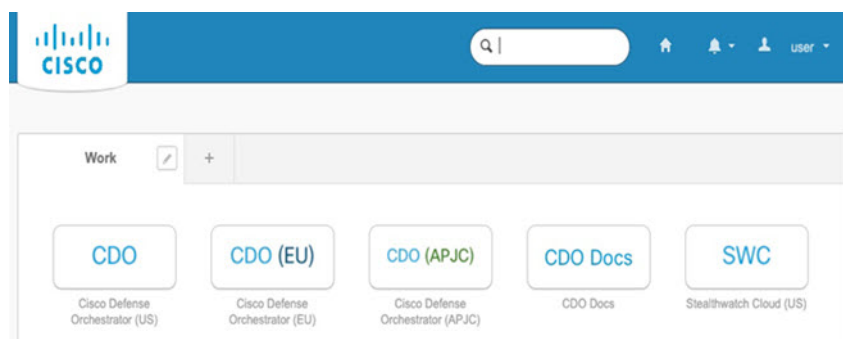 CISCO
user
Work
+
CDO
CDO (EU)
CDO (APJC)
CDO Docs
SWC
Cisco Defense
Orchestrator (US)
Cisco Defense
Orchestrator (EU)
Cisco Defense
Orchestrator (APJC)
CDO Docs
Stealthwatch Cloud (US)